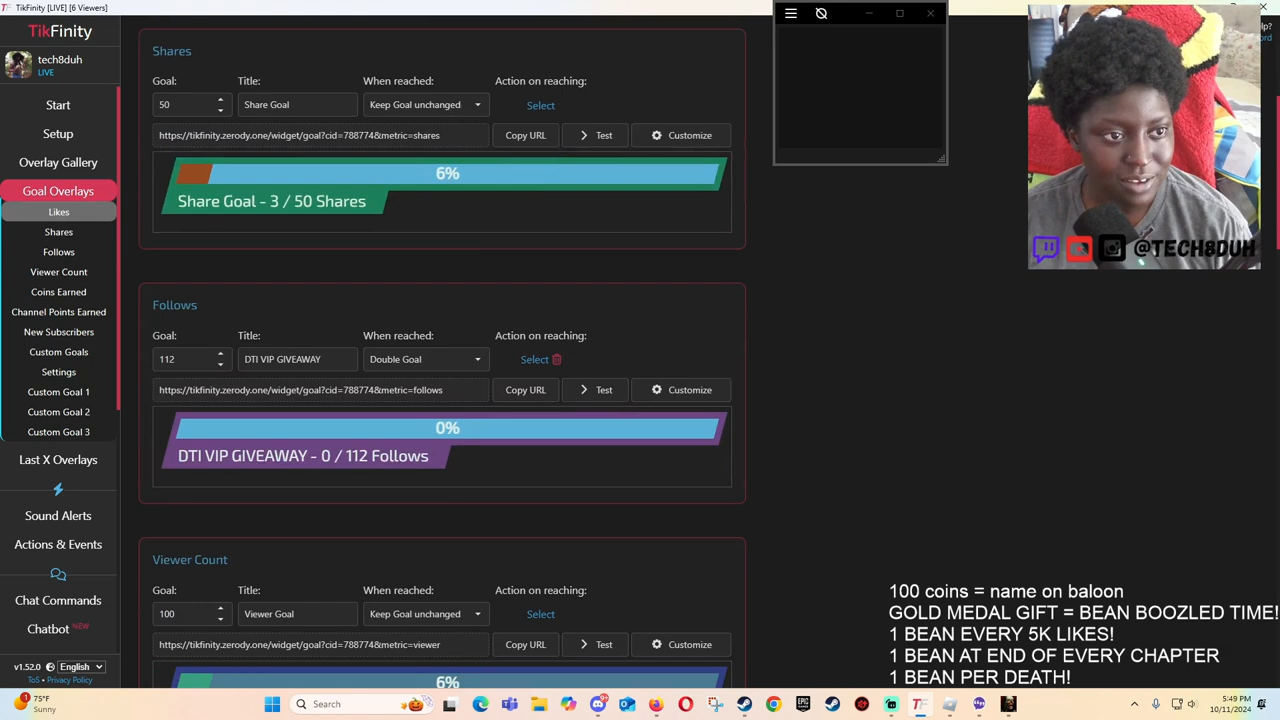 TikFinity [LIVE] [6 Viewers]
TikFinity
tech8duh
LIVE
Start
Setup
Overlay Gallery
Goal Overlays
Likes
Shares
Follows
Viewer Count
Coins Earned
Channel Points Earned
New Subscribers
Custom Goals
Settings
Custom Goal 1
Custom Goal 2
Custom Goal 3
Last X Overlays
Sound Alerts
Actions & Events
Chat Commands
Chatbot NEW
v1.52.0 English
ToS • Privacy Policy
Shares
Goal: Title: When reached: Action on reaching:
50 Share Goal Keep Goal unchanged Select
https://tikfinity.zerody.one/widget/goal?cid=788774&metric=shares Copy URL Test Customize
6%
Share Goal - 3 / 50 Shares
Follows
Goal: Title: When reached: Action on reaching:
112 DTI VIP GIVEAWAY Double Goal Select
https://tikfinity.zerody.one/widget/goal?cid=788774&metric=follows Copy URL Test Customize
0%
DTI VIP GIVEAWAY - 0 / 112 Follows
Viewer Count
Goal: Title: When reached: Action on reaching:
100 Viewer Goal Keep Goal unchanged Select
https://tikfinity.zerody.one/widget/goal?cid=788774&metric=viewer Copy URL Test Customize
6%
@TECH8DUH
100 coins = name on baloon
GOLD MEDAL GIFT = BEAN BOOZLED TIME!
1 BEAN EVERY 5K LIKES!
1 BEAN AT END OF EVERY CHAPTER
1 BEAN PER DEATH!
1
75°F
Sunny
Search
5:49 PM
10/11/2024